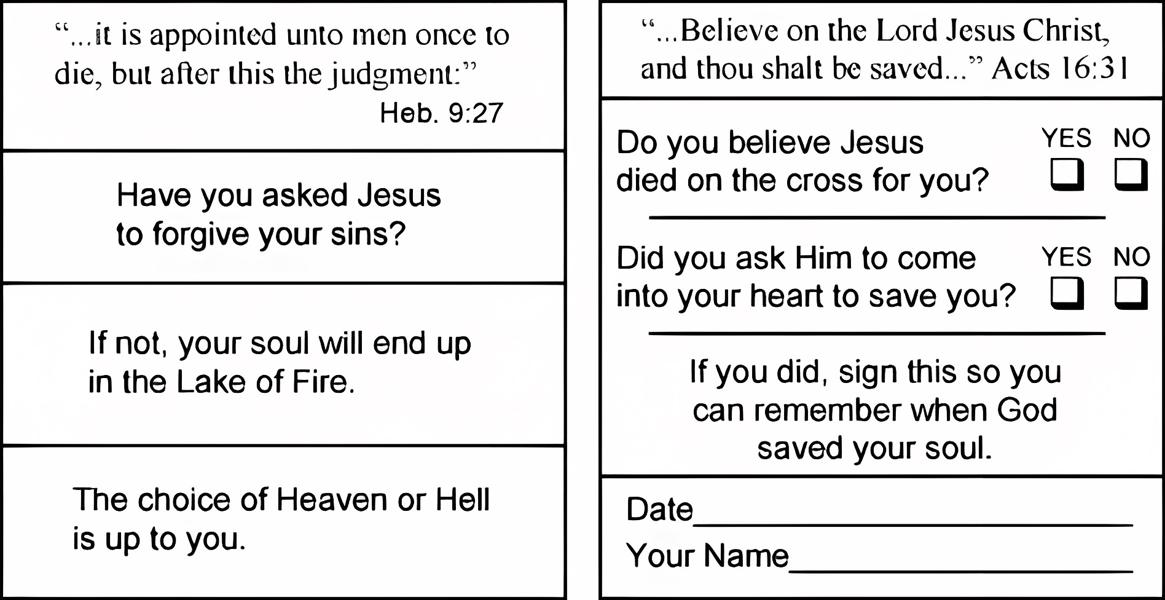 “...it is appointed unto men once to
die, but after this the judgment:”
Heb. 9:27
Have you asked Jesus
to forgive your sins?
If not, your soul will end up
in the Lake of Fire.
The choice of Heaven or Hell
is up to you.
“...Believe on the Lord Jesus Christ,
and thou shalt be saved...” Acts 16:31
Do you believe Jesus YES NO
died on the cross for you?
Did you ask Him to come YES NO
into your heart to save you?
If you did, sign this so you
can remember when God
saved your soul.
Date
Your Name